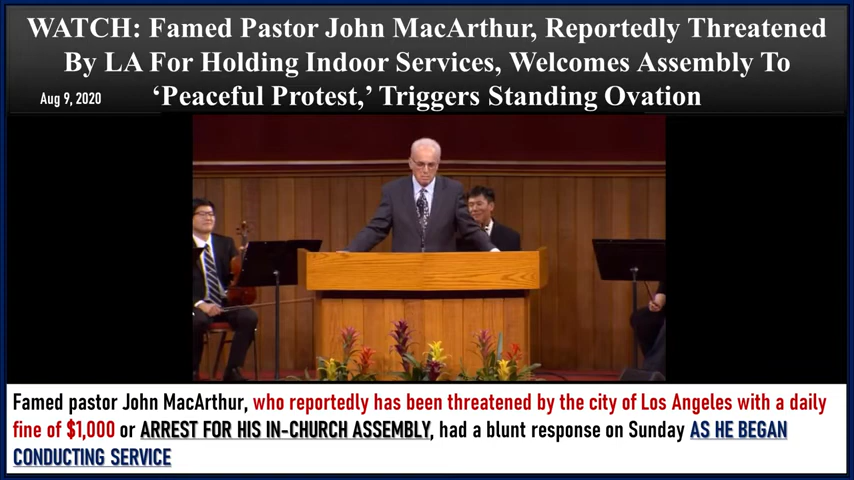 WATCH: Famed Pastor John MacArthur, Reportedly Threatened
By LA For Holding Indoor Services, Welcomes Assembly To
Aug 9, 2020
‘Peaceful Protest,’ Triggers Standing Ovation
Famed pastor John MacArthur, who reportedly has been threatened by the city of Los Angeles with a daily
fine of $1,000 or ARREST FOR HIS IN-CHURCH ASSEMBLY, had a blunt response on Sunday AS HE BEGAN
CONDUCTING SERVICE